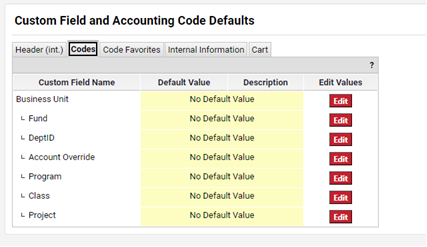 Custom Field and Accounting Code Defaults
Header (int.) Codes Code Favorites Internal Information Cart
?
Custom Field Name Default Value Description Edit Values
Business Unit No Default Value Edit
Fund No Default Value Edit
DeptID No Default Value Edit
Account Override No Default Value Edit
Program No Default Value Edit
Class No Default Value Edit
Project No Default Value Edit